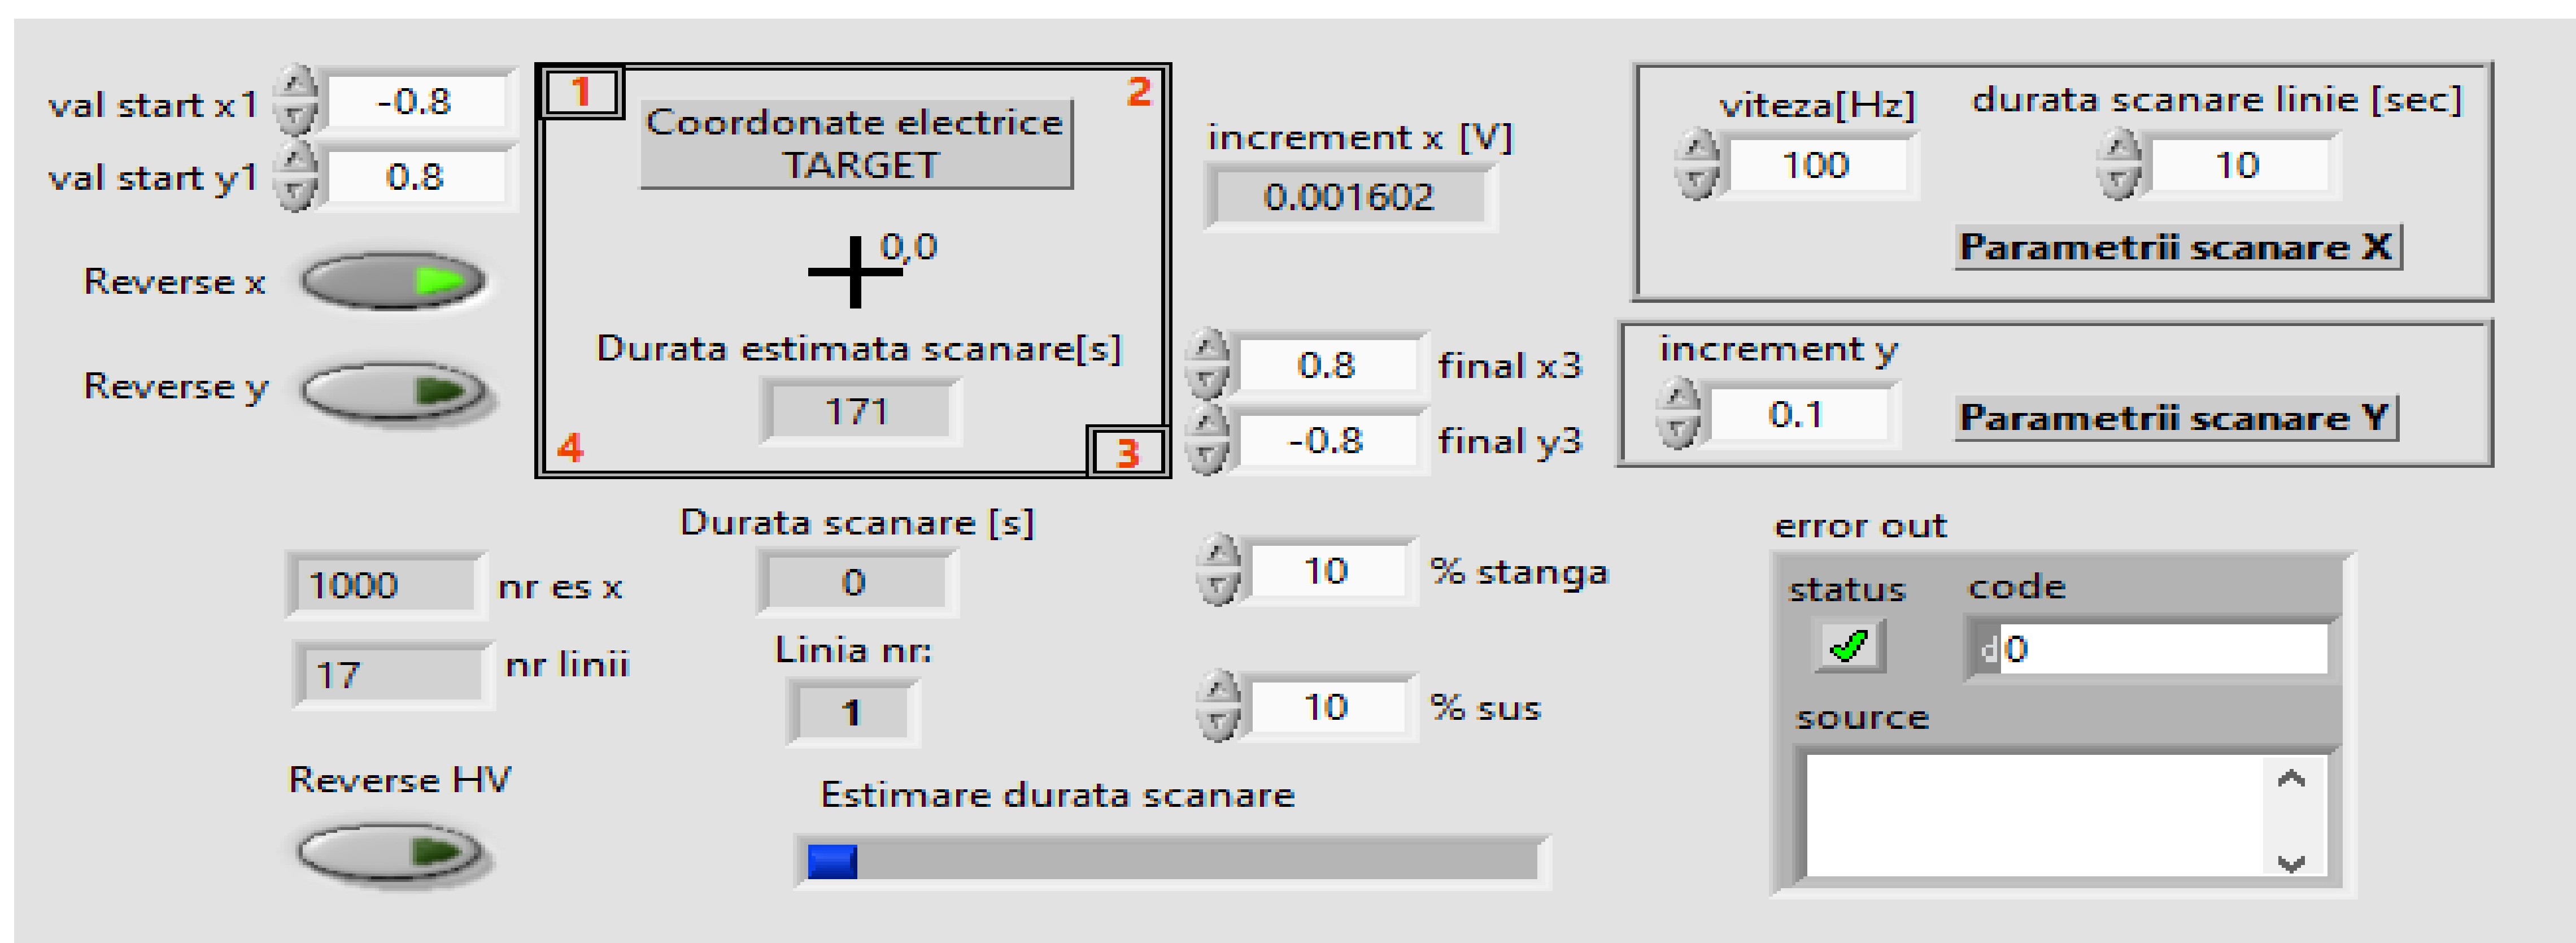 val start x1
-0.8
val start y1
0.8
Reverse x
Reverse y
1
2
Coordonate electrice
TARGET
0,0
Durata estimata scanare[s]
171
4
3
increment x [V]
0.001602
0.8
final x3
-0.8
final y3
viteza[Hz]
100
durata scanare linie [sec]
10
Parametrii scanare X
increment y
0.1
Parametrii scanare Y
1000
nr es x
17
nr linii
Reverse HV
Durata scanare [s]
0
Linia nr:
1
10
% stanga
10
% sus
Estimare durata scanare
error out
status
code
d 0
source